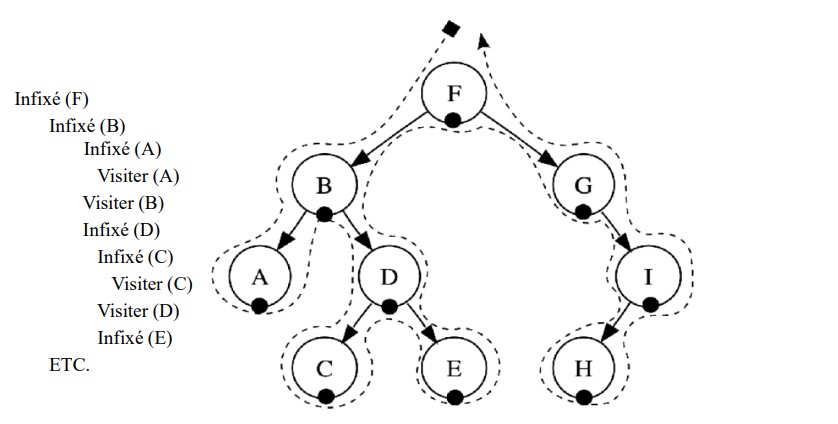 Infixé (F)
Infixé (B)
Infixé (A)
Visiter (A)
Visiter (B)
Infixé (D)
Infixé (C)
Visiter (C)
Visiter (D)
Infixé (E)
ETC.
F
B
G
A
D
I
C
E
H